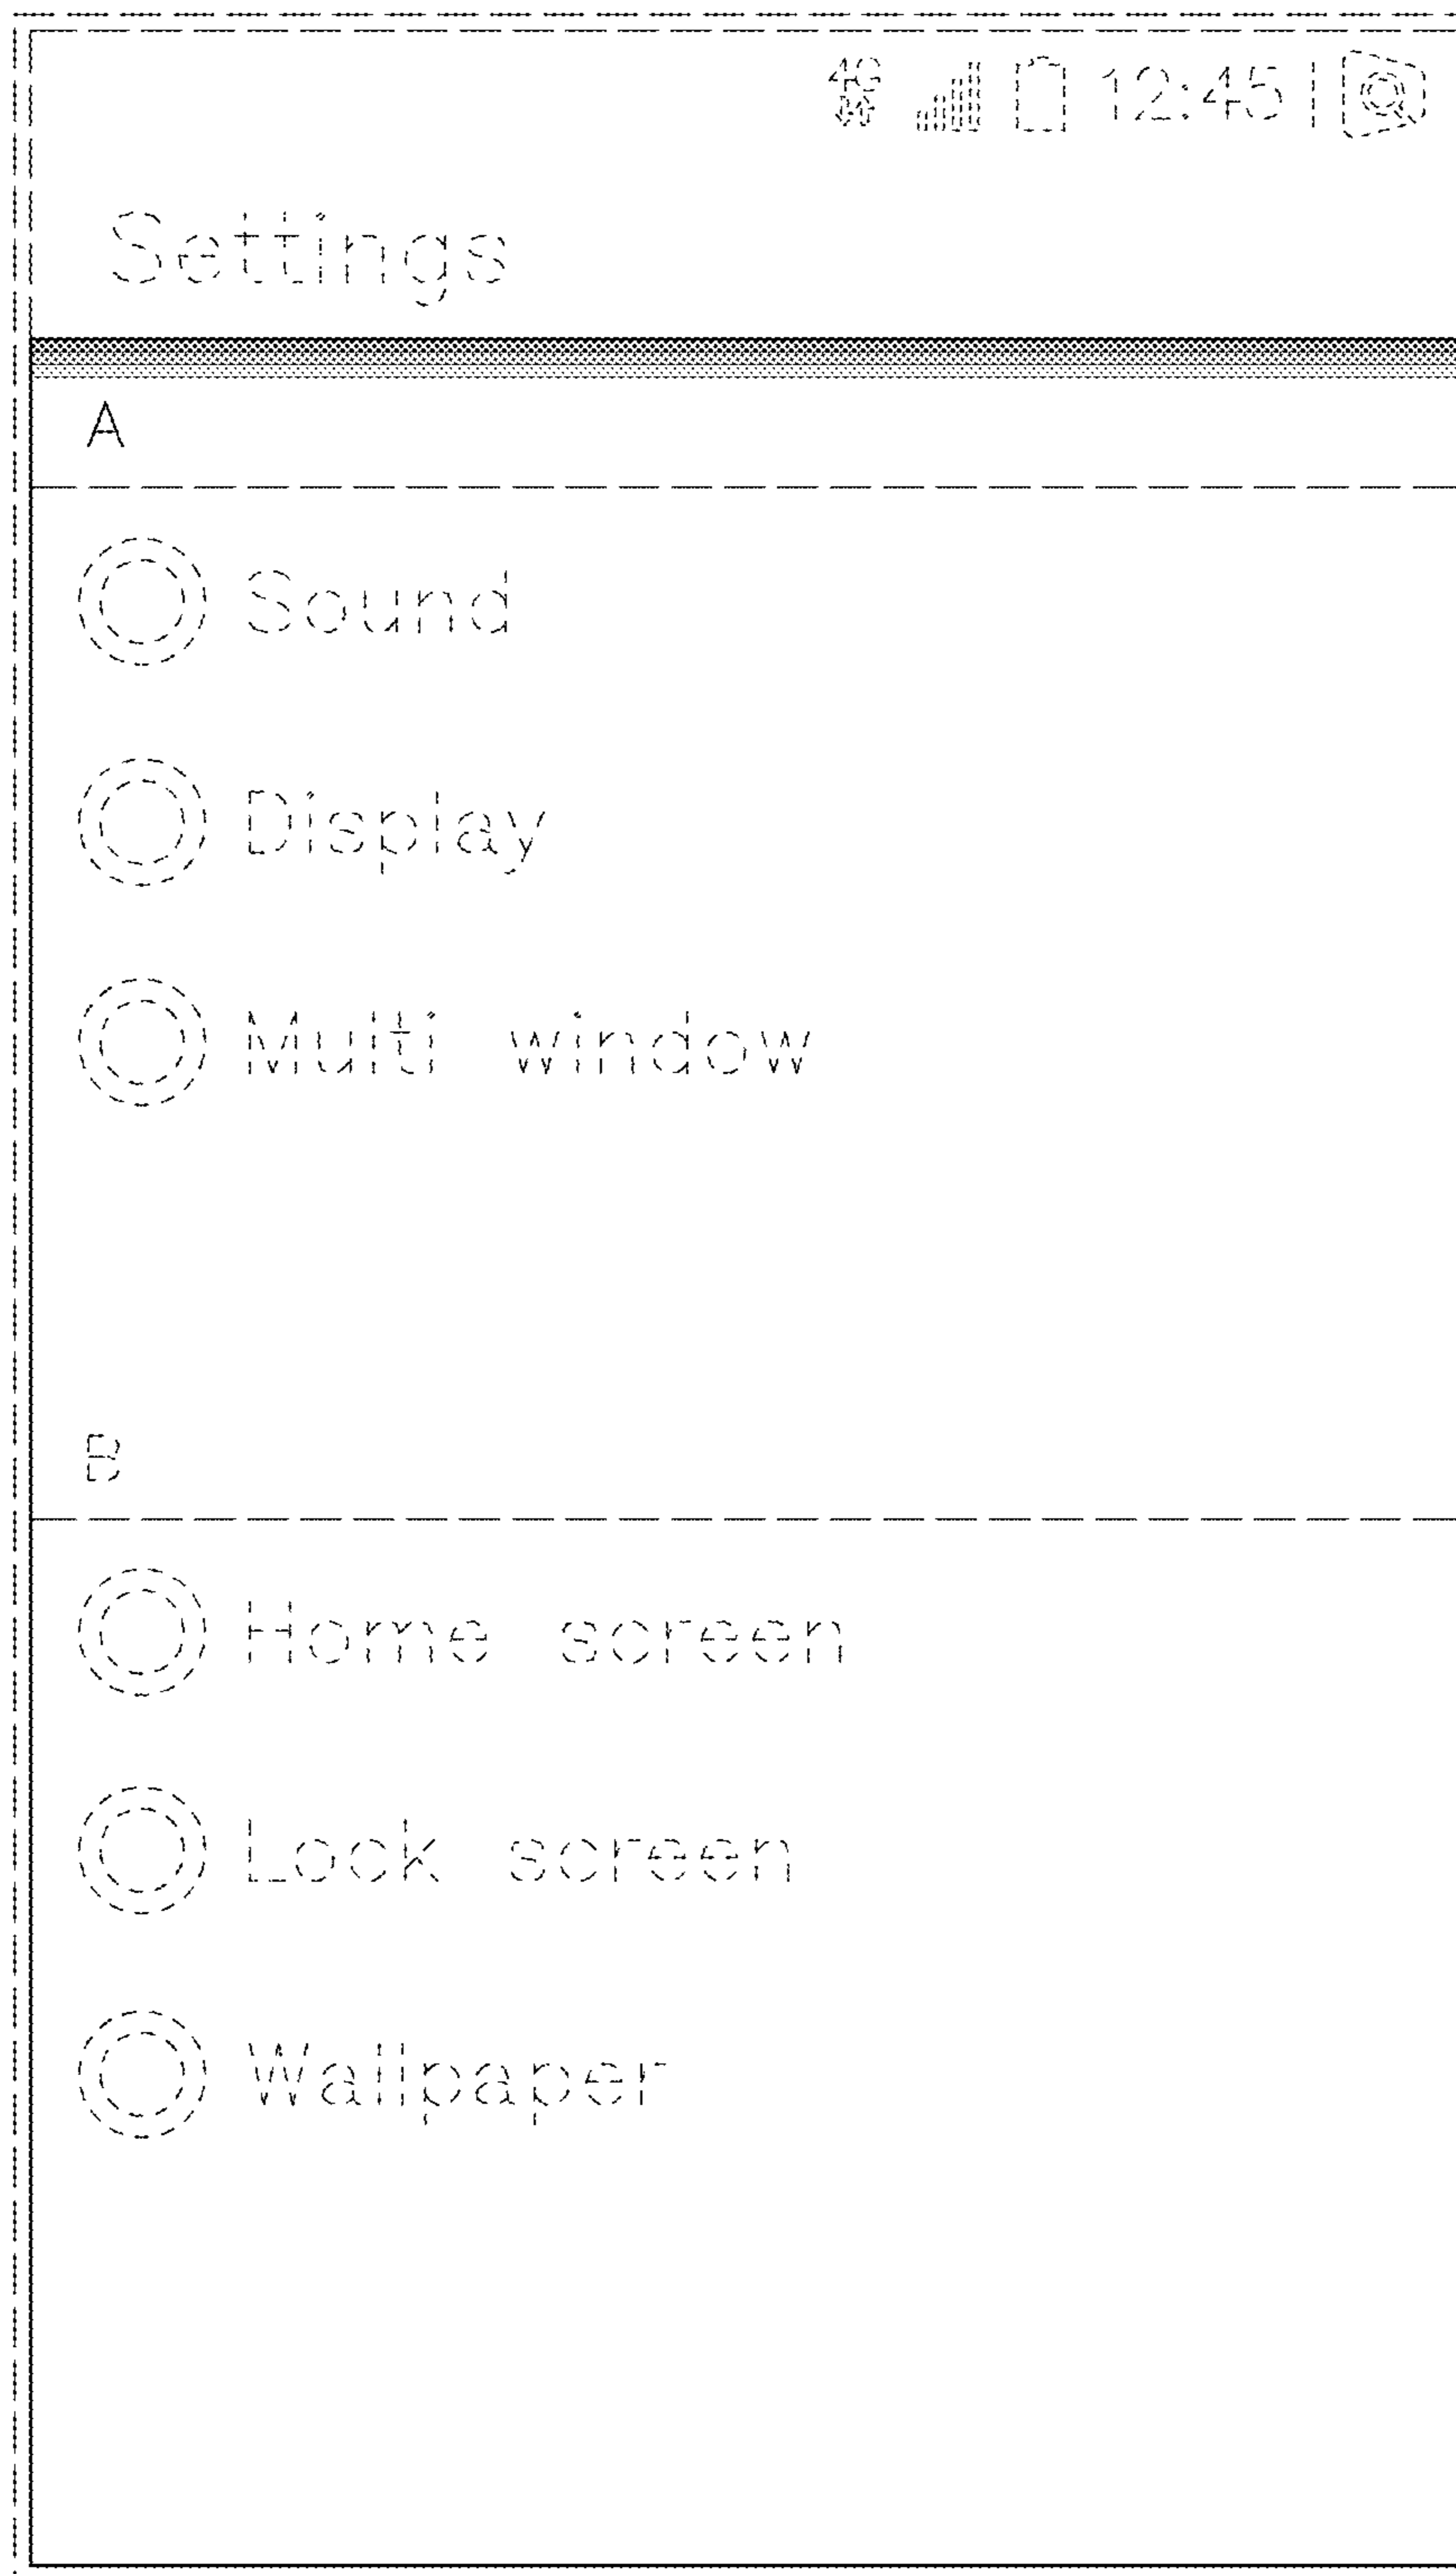 4G 12:45
Settings
A
Sound
Display
Multi window
B
Home screen
Lock screen
Wallpaper